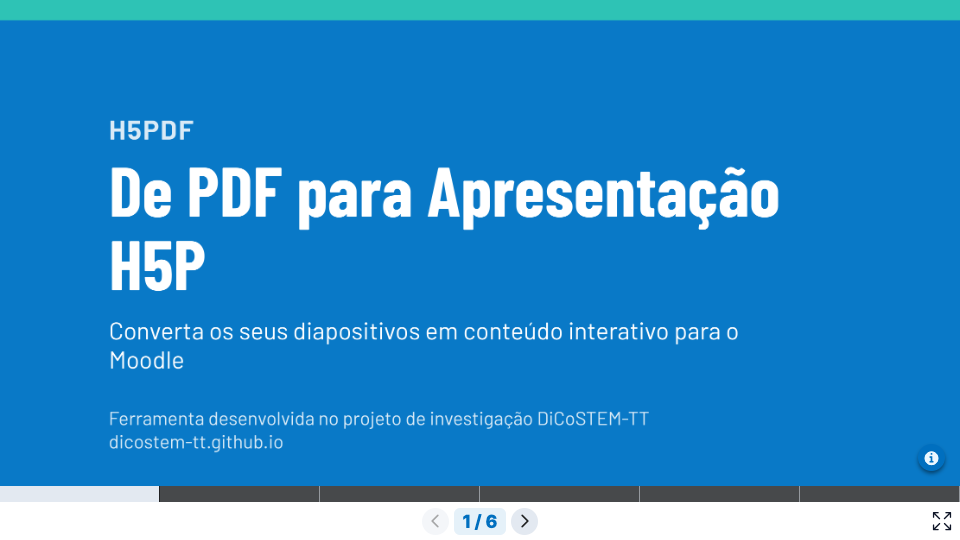 H5PDF
De PDF para Apresentação
H5P
Converta os seus diapositivos em conteúdo interativo para o
Moodle
Ferramenta desenvolvida no projeto de investigação DiCoSTEM-TT
dicostem-tt.github.io
1 / 6